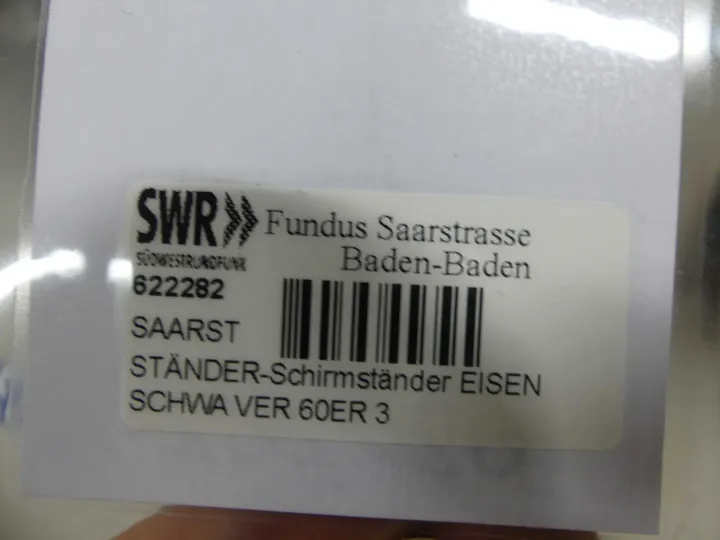 SWR Fundus Saarstrasse
SÜDWESTRUNDFUNK Baden-Baden
622282
SAARST
STÄNDER-Schirmständer EISEN
SCHWA VER 60ER 3